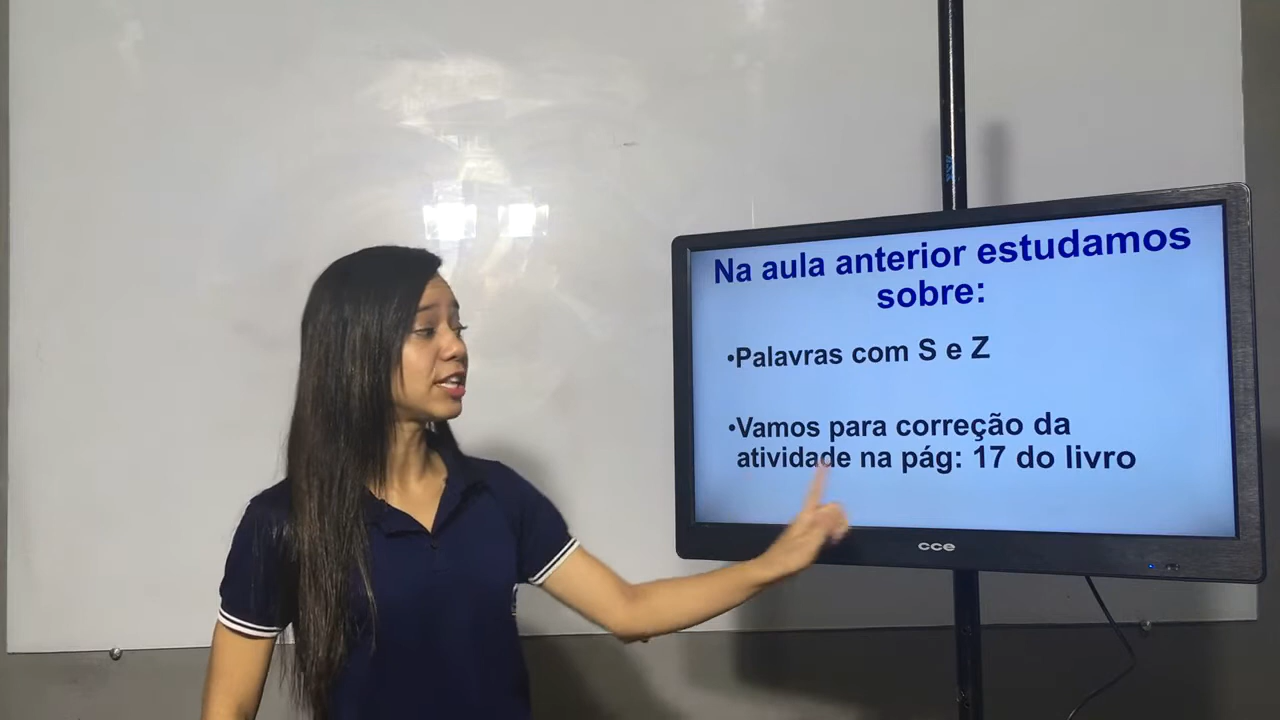 Na aula anterior estudamos
sobre:
•Palavras com S e Z
•Vamos para correção da
atividade na pág: 17 do livro
cce